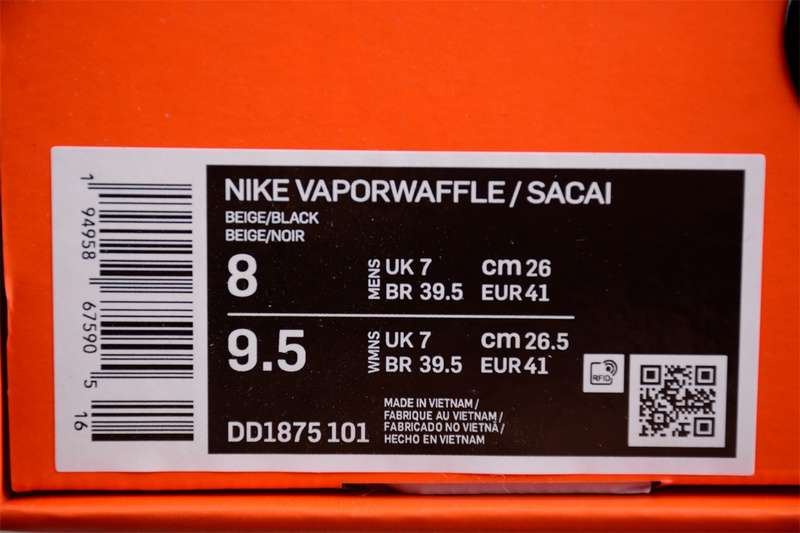 NIKE VAPORWAFFLE / SACAI
BEIGE/BLACK
BEIGE/NOIR
8 MENS UK 7 cm 26
BR 39.5 EUR 41
9.5 WMNS UK 7 cm 26.5
BR 39.5 EUR 41
RFID
DD1875 101
MADE IN VIETNAM /
FABRIQUE AU VIETNAM /
FABRICADO NO VIETNÃ /
HECHO EN VIETNAM
1 94958 67590 5 16